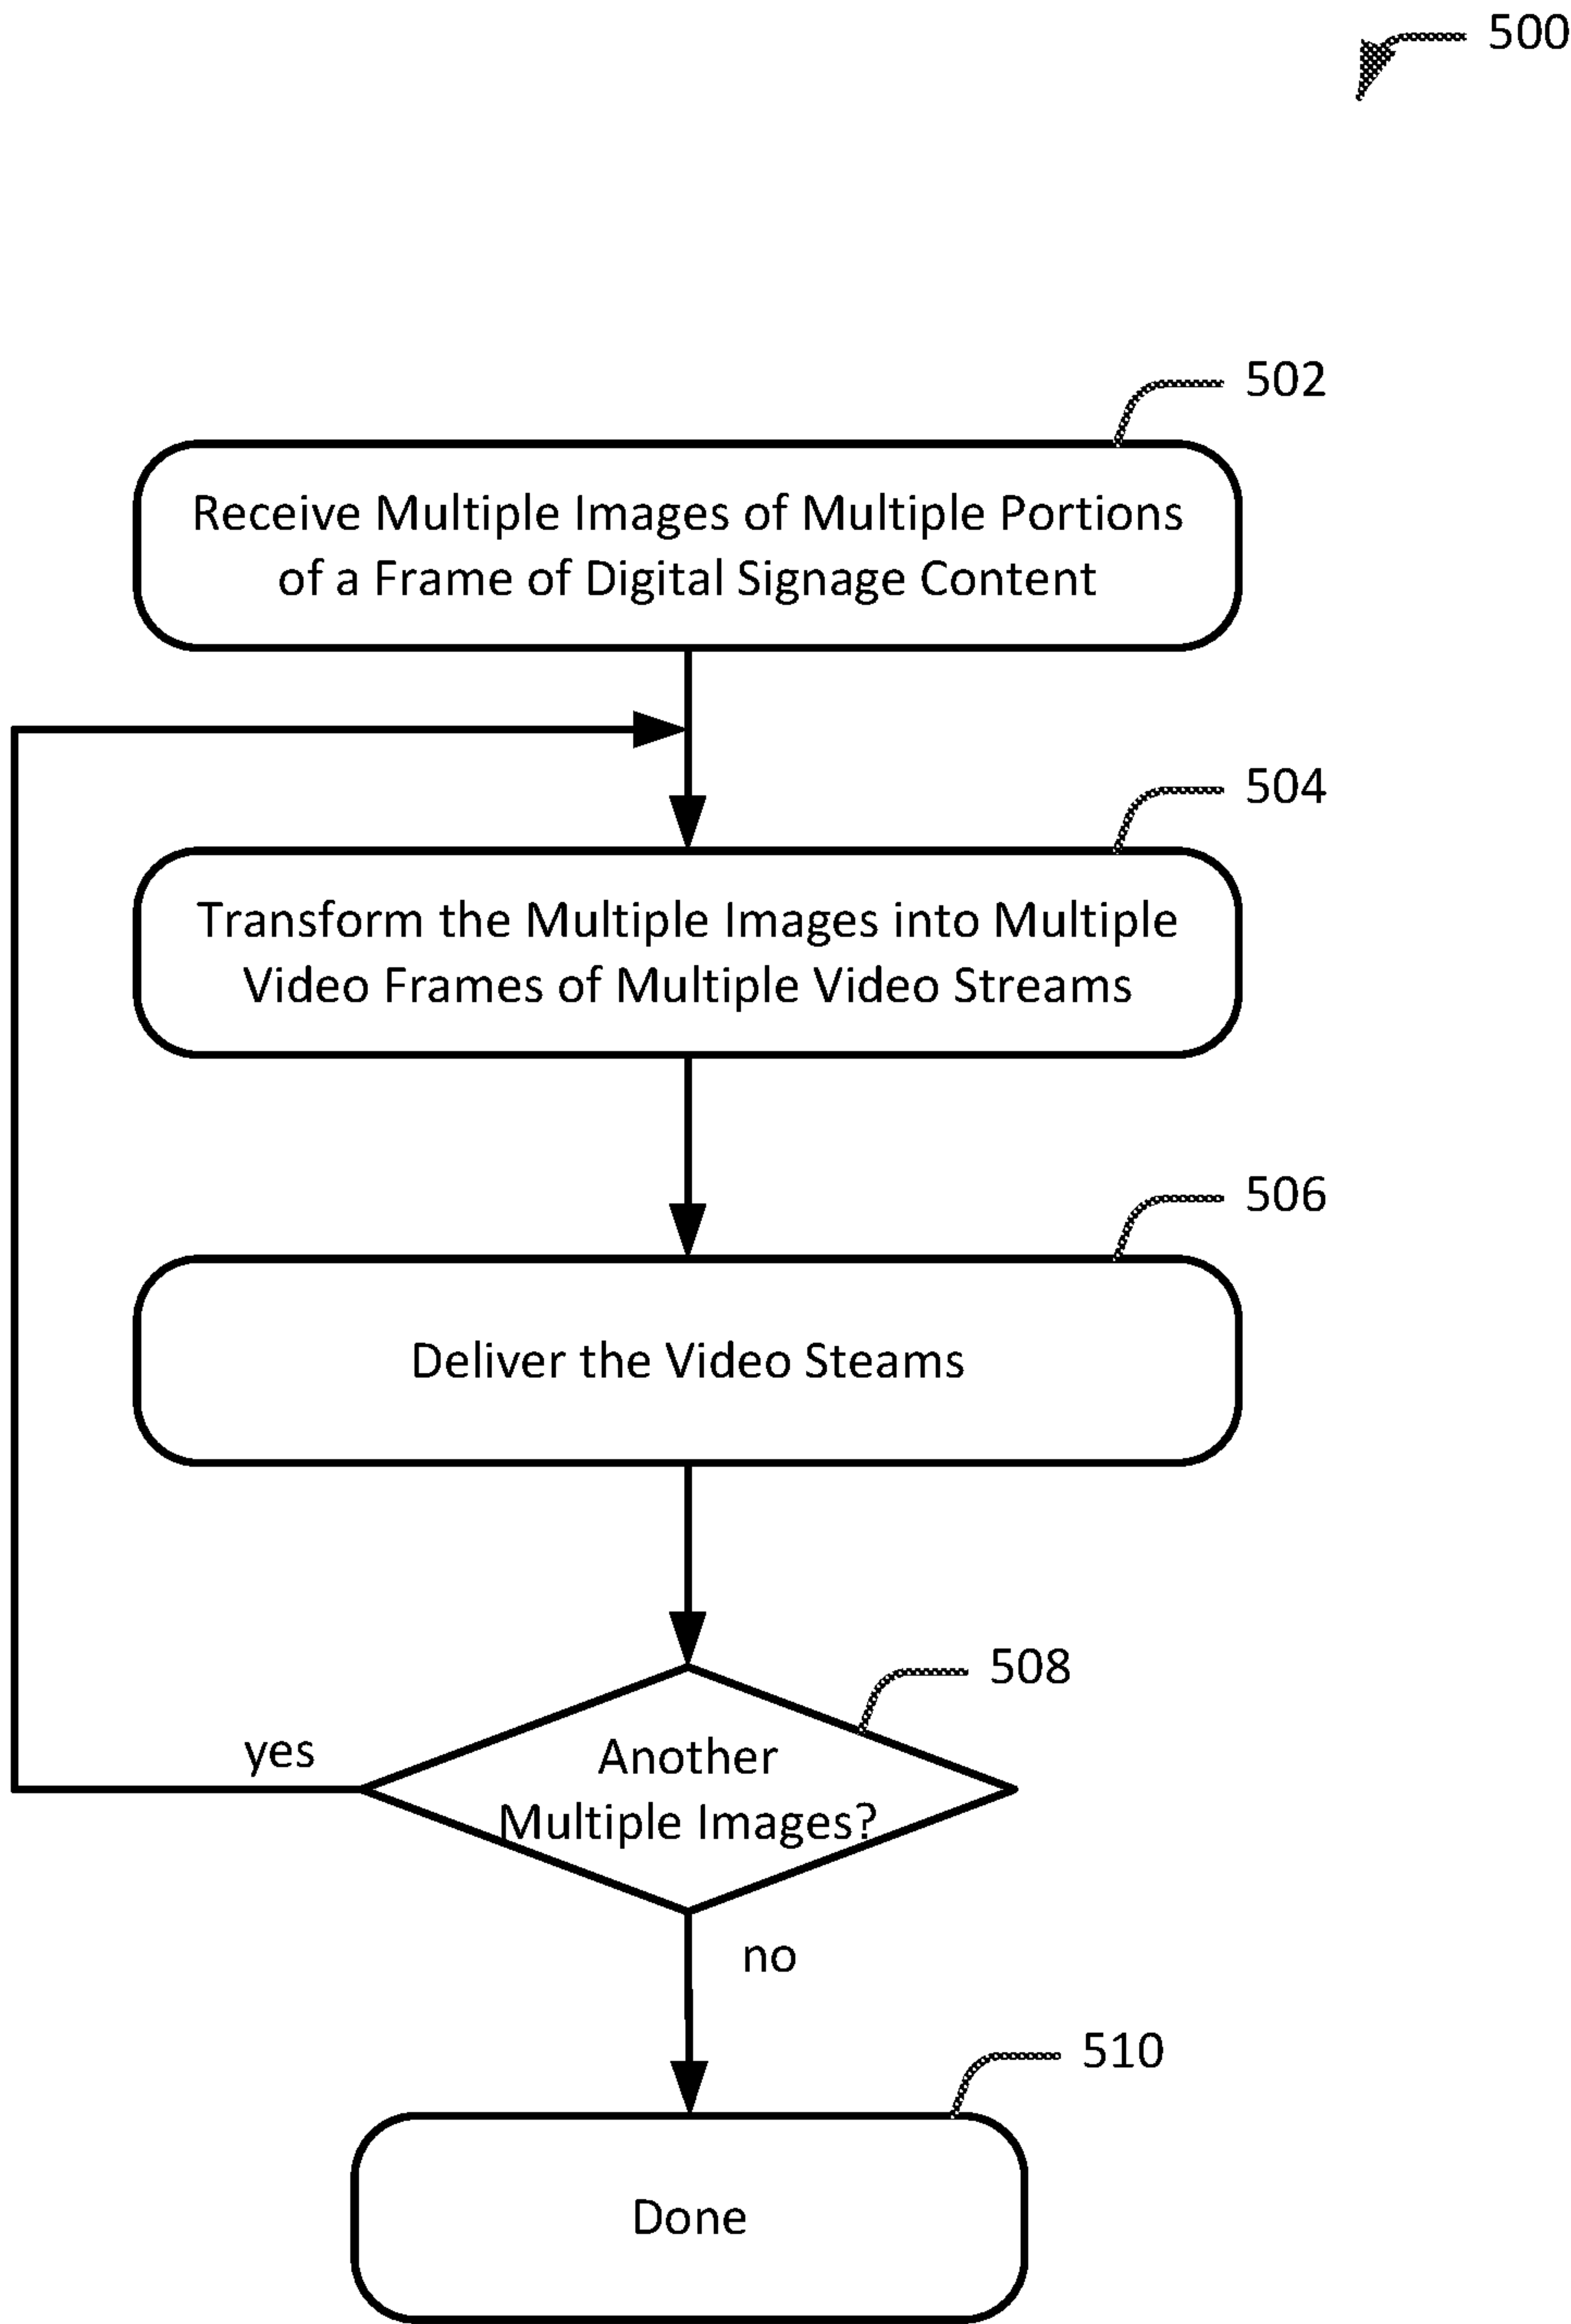 500
502
Receive Multiple Images of Multiple Portions
of a Frame of Digital Signage Content
504
Transform the Multiple Images into Multiple
Video Frames of Multiple Video Streams
506
Deliver the Video Steams
508
Another
Multiple Images?
yes
no
510
Done